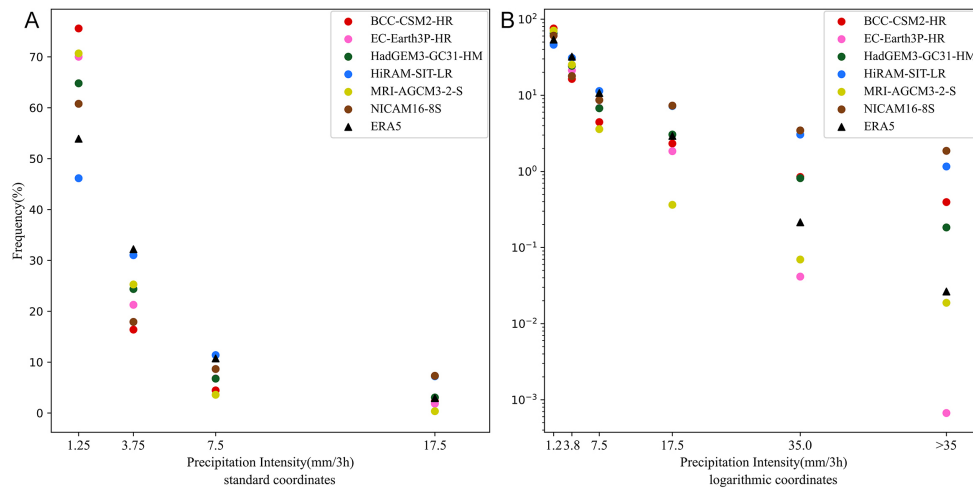 A
70
60
50
40
30
20
10
0
Frequency(%)
BCC-CSM2-HR
EC-Earth3P-HR
HadGEM3-GC31-HM
HiRAM-SIT-LR
MRI-AGCM3-2-S
NICAM16-8S
ERA5
1.25 3.75 7.5 17.5
Precipitation Intensity(mm/3h)
standard coordinates
B
10²
10¹
10⁰
10⁻¹
10⁻²
10⁻³
Frequency(%)
BCC-CSM2-HR
EC-Earth3P-HR
HadGEM3-GC31-HM
HiRAM-SIT-LR
MRI-AGCM3-2-S
NICAM16-8S
ERA5
1.23.8 7.5 17.5 35.0 >35
Precipitation Intensity(mm/3h)
logarithmic coordinates